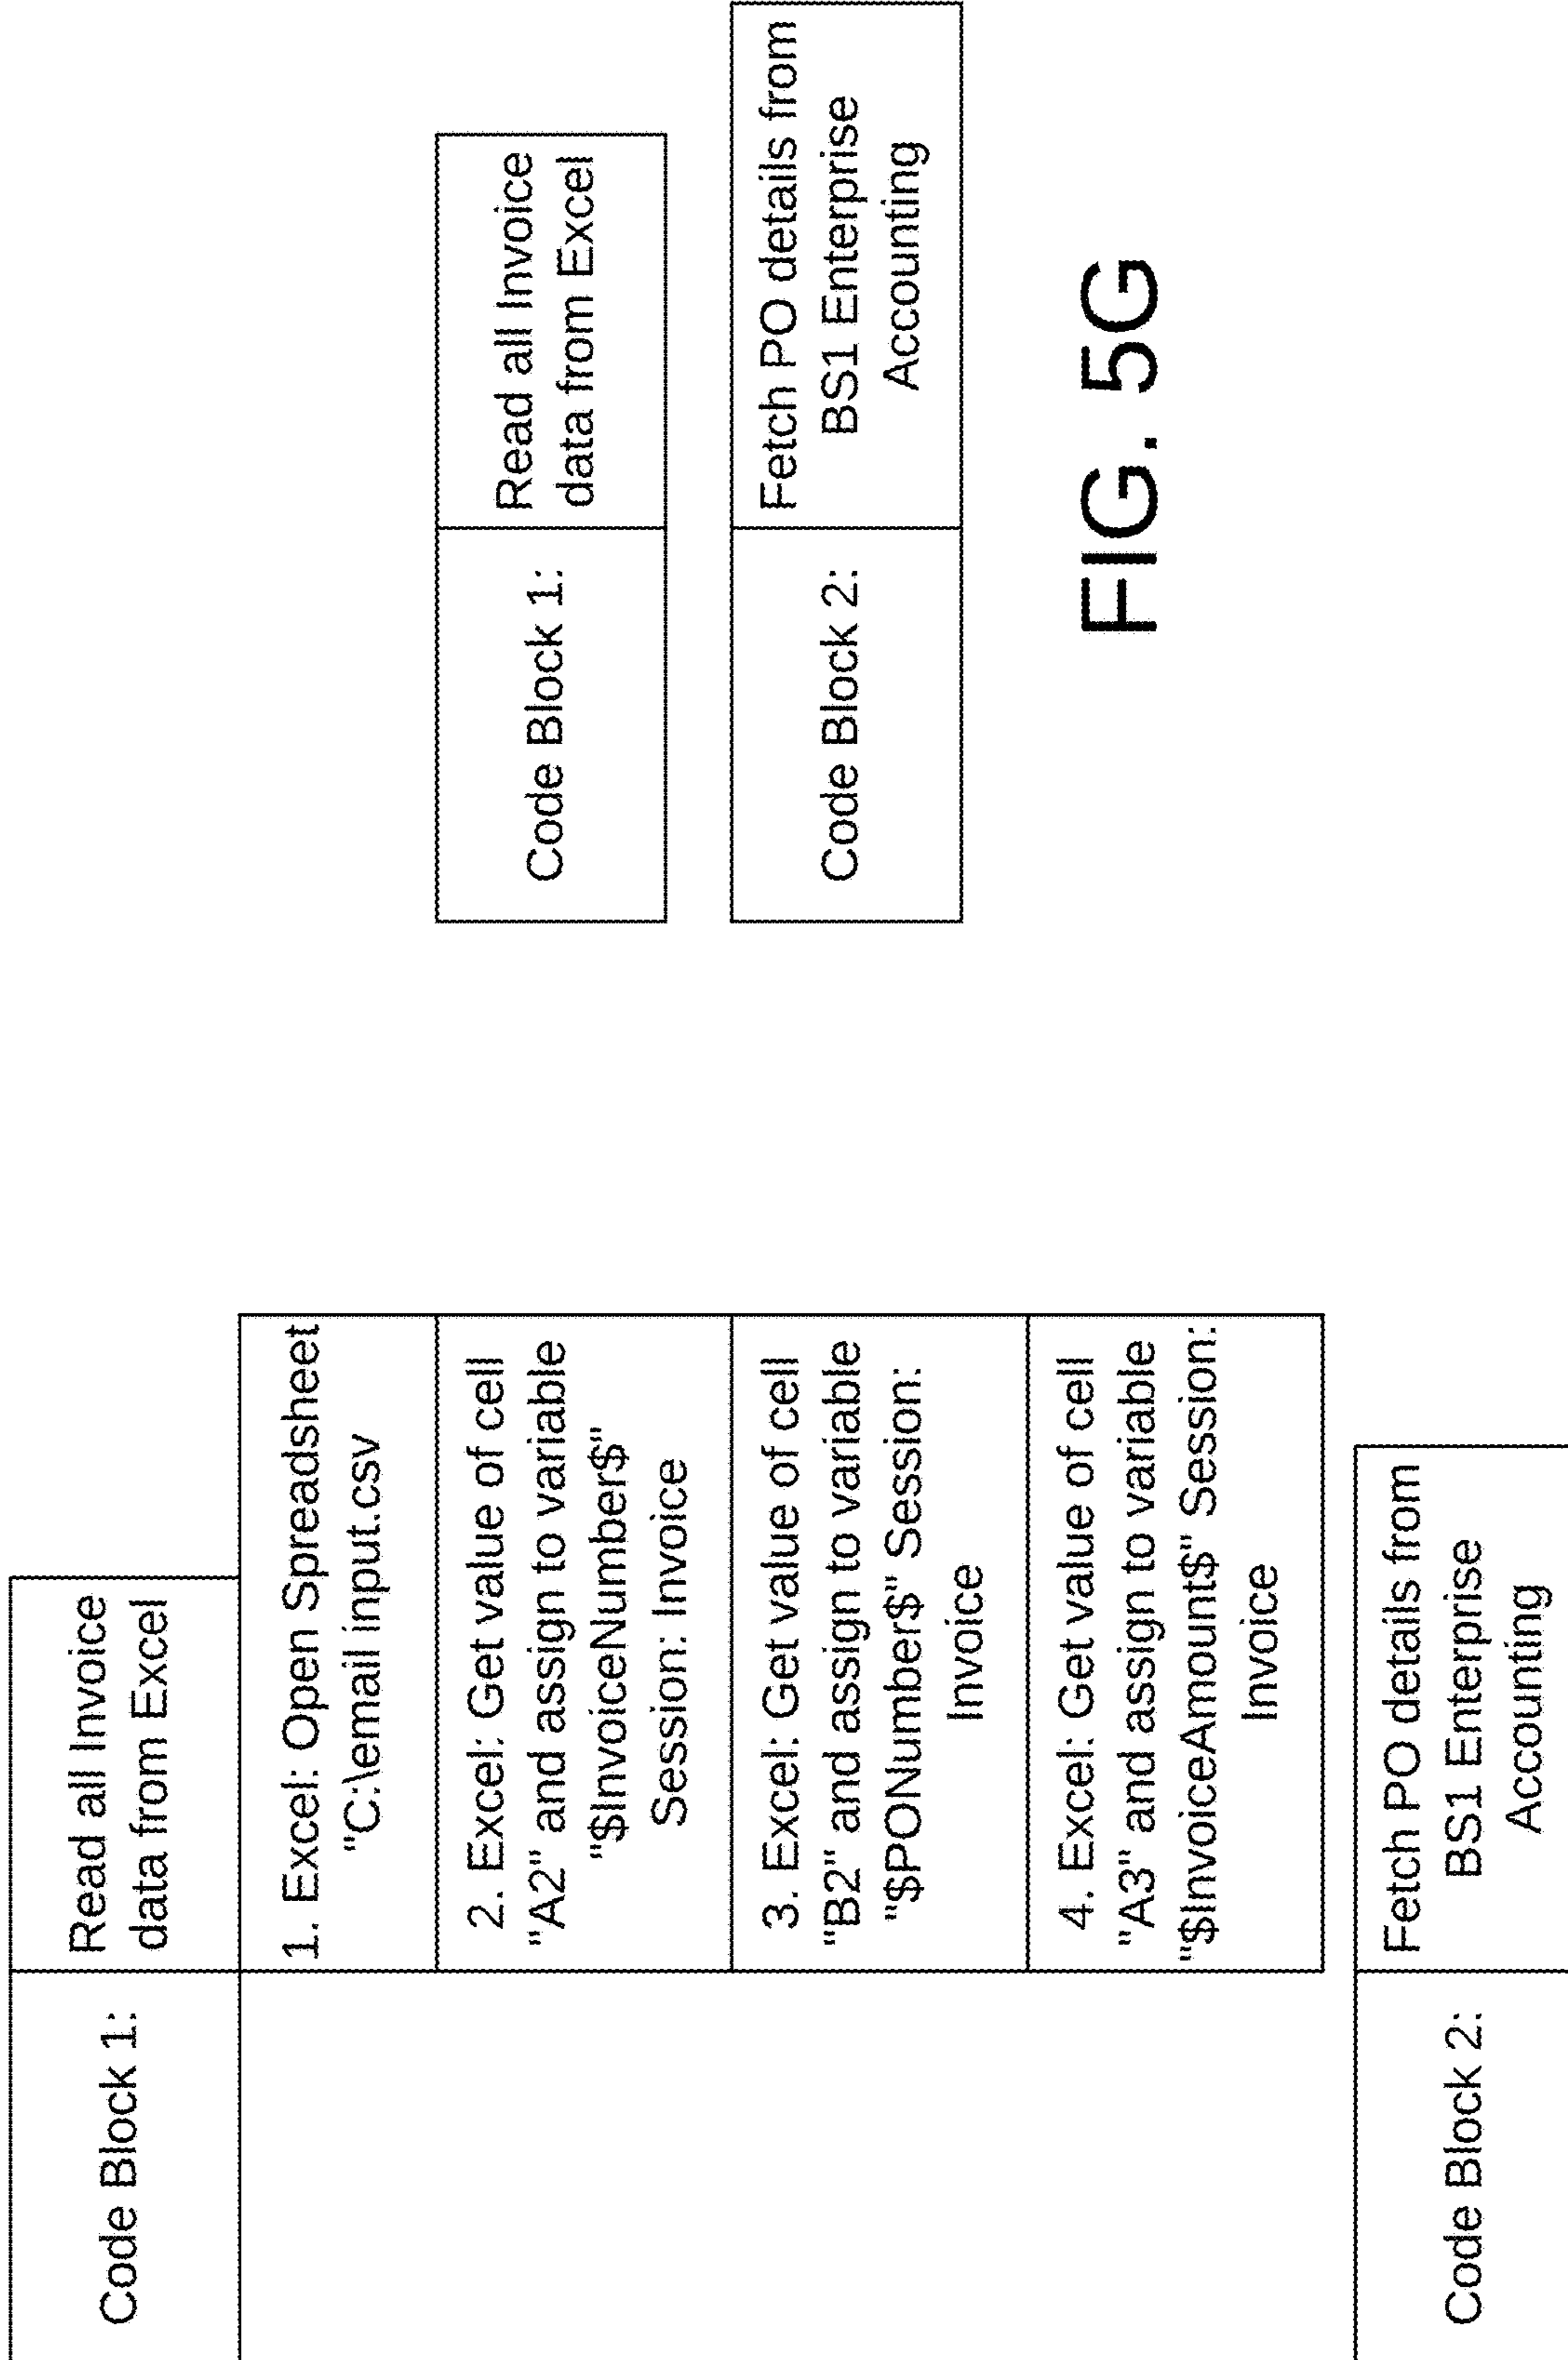 Code Block 1:
Read all Invoice
data from Excel
1. Excel: Open Spreadsheet
"C:\email input.csv
2. Excel: Get value of cell
"A2" and assign to variable
"$InvoiceNumber$"
Session: Invoice
3. Excel: Get value of cell
"B2" and assign to variable
"$PONumber$" Session:
Invoice
4. Excel: Get value of cell
"A3" and assign to variable
"$InvoiceAmount$" Session:
Invoice
Code Block 2:
Fetch PO details from
BS1 Enterprise
Accounting
Code Block 1:
Read all Invoice
data from Excel
Code Block 2:
Fetch PO details from
BS1 Enterprise
Accounting
FIG. 5G